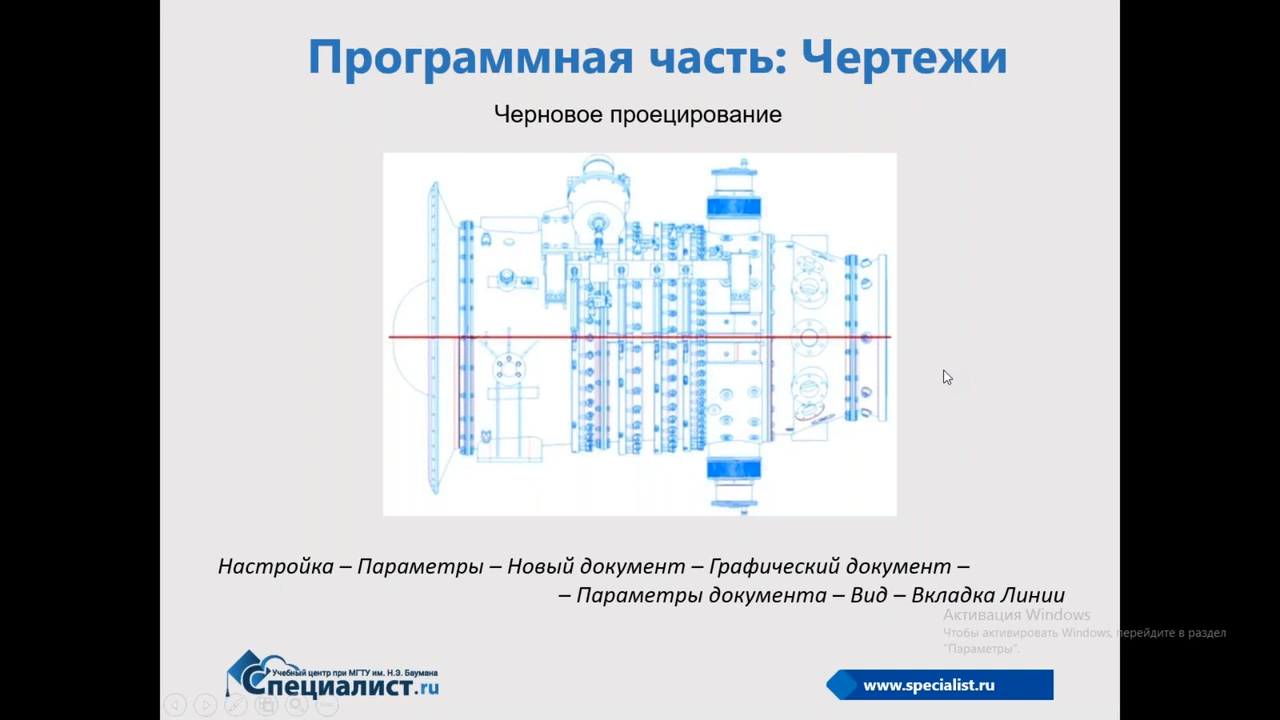 Программная часть: Чертежи
Черновое проецирование
Настройка – Параметры – Новый документ – Графический документ –
– Параметры документа – Вид – Вкладка Линии
Активация Windows
Чтобы активировать Windows, перейдите в раздел
"Параметры".
Учебный центр при МГТУ им. Н.Э. Баумана
Специалист.ru
www.specialist.ru